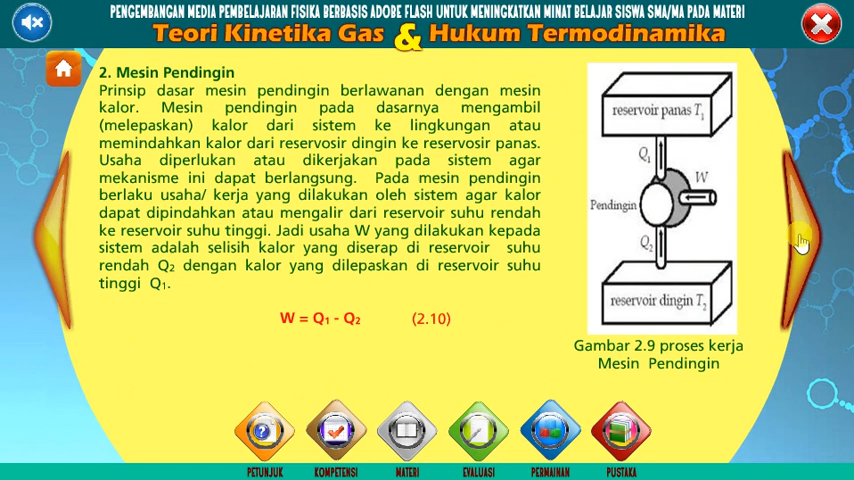 PENGEMBANGAN MEDIA PEMBELAJARAN FISIKA BERBASIS ADOBE FLASH UNTUK MENINGKATKAN MINAT BELAJAR SISWA SMA/MA PADA MATERI
Teori Kinetika Gas & Hukum Termodinamika
2. Mesin Pendingin
Prinsip dasar mesin pendingin berlawanan dengan mesin
kalor. Mesin pendingin pada dasarnya mengambil
(melepaskan) kalor dari sistem ke lingkungan atau
memindahkan kalor dari reservosir dingin ke reservosir panas.
Usaha diperlukan atau dikerjakan pada sistem agar
mekanisme ini dapat berlangsung. Pada mesin pendingin
berlaku usaha/ kerja yang dilakukan oleh sistem agar kalor
dapat dipindahkan atau mengalir dari reservoir suhu rendah
ke reservoir suhu tinggi. Jadi usaha W yang dilakukan kepada
sistem adalah selisih kalor yang diserap di reservoir suhu
rendah Q₂ dengan kalor yang dilepaskan di reservoir suhu
tinggi Q₁.
W = Q₁ - Q₂ (2.10)
reservoir panas T₁
Q₁
W
Pendingin
Q₂
reservoir dingin T₂
Gambar 2.9 proses kerja
Mesin Pendingin
PETUNJUK KOMPETENSI MATERI EVALUASI PERMAINAN PUSTAKA